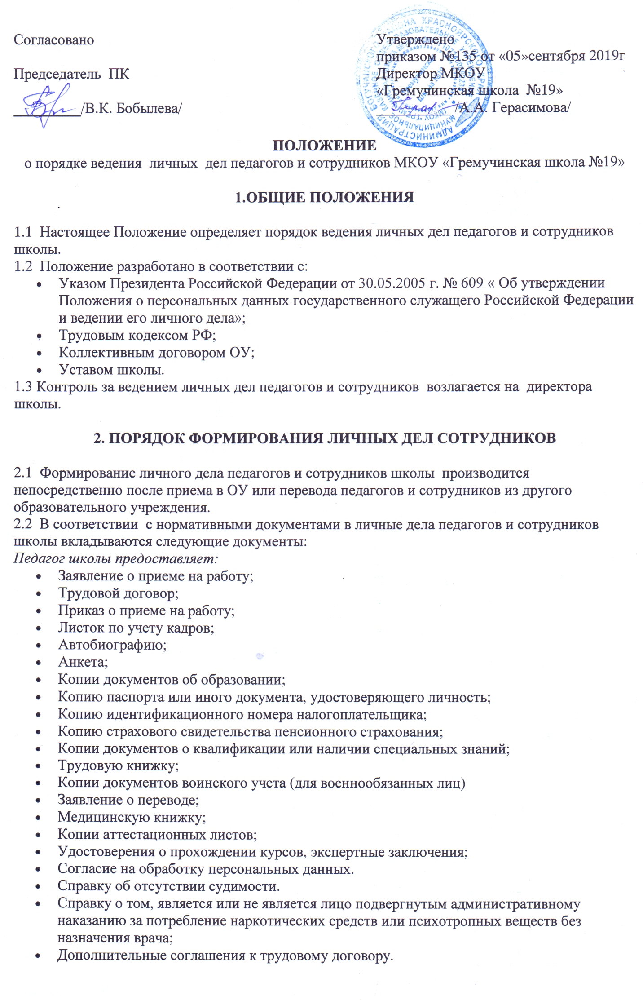 Согласовано
Утверждено
приказом №135 от «05»сентября 2019г
Председатель ПК
Директор МКОУ
«Гремучинская школа №19»
/В.К. Бобылева/
/А.А. Герасимова/
ПОЛОЖЕНИЕ
о порядке ведения личных дел педагогов и сотрудников МКОУ «Гремучинская школа №19»
1.ОБЩИЕ ПОЛОЖЕНИЯ
1.1 Настоящее Положение определяет порядок ведения личных дел педагогов и сотрудников
школы.
1.2 Положение разработано в соответствии с:
• Указом Президента Российской Федерации от 30.05.2005 г. № 609 « Об утверждении
Положения о персональных данных государственного служащего Российской Федерации
и ведении его личного дела»;
• Трудовым кодексом РФ;
• Коллективным договором ОУ;
• Уставом школы.
1.3 Контроль за ведением личных дел педагогов и сотрудников возлагается на директора
школы.
2. ПОРЯДОК ФОРМИРОВАНИЯ ЛИЧНЫХ ДЕЛ СОТРУДНИКОВ
2.1 Формирование личного дела педагогов и сотрудников школы производится
непосредственно после приема в ОУ или перевода педагогов и сотрудников из другого
образовательного учреждения.
2.2 В соответствии с нормативными документами в личные дела педагогов и сотрудников
школы вкладываются следующие документы:
Педагог школы предоставляет:
• Заявление о приеме на работу;
• Трудовой договор;
• Приказ о приеме на работу;
• Листок по учету кадров;
• Автобиографию;
• Анкета;
• Копии документов об образовании;
• Копию паспорта или иного документа, удостоверяющего личность;
• Копию идентификационного номера налогоплательщика;
• Копию страхового свидетельства пенсионного страхования;
• Копии документов о квалификации или наличии специальных знаний;
• Трудовую книжку;
• Копии документов воинского учета (для военнообязанных лиц)
• Заявление о переводе;
• Медицинскую книжку;
• Копии аттестационных листов;
• Удостоверения о прохождении курсов, экспертные заключения;
• Согласие на обработку персональных данных.
• Справку об отсутствии судимости.
• Справку о том, является или не является лицо подвергнутым административному
наказанию за потребление наркотических средств или психотропных веществ без
назначения врача;
• Дополнительные соглашения к трудовому договору.